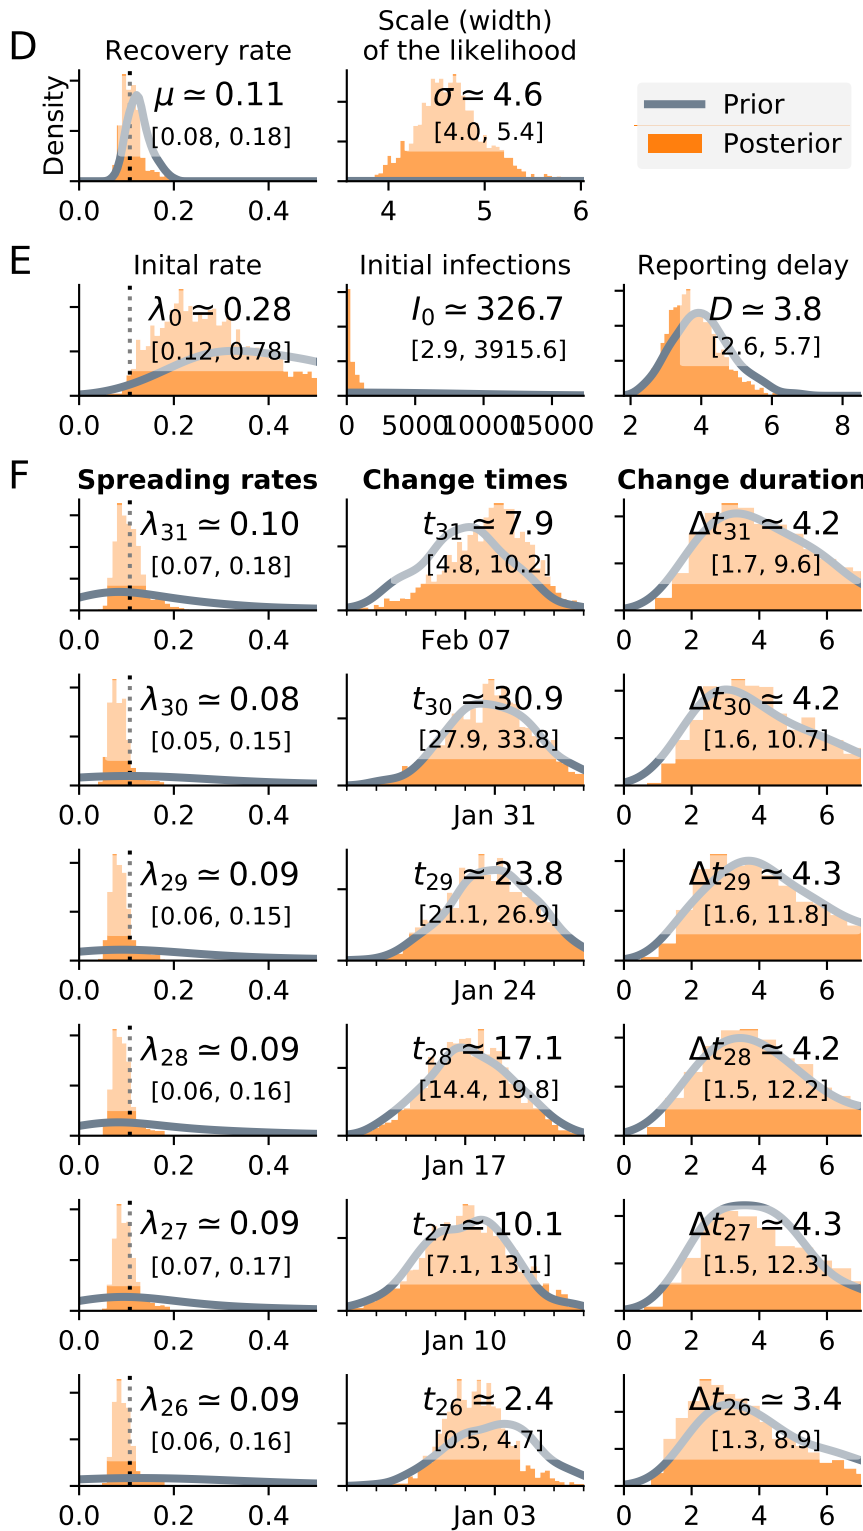 D
Recovery rate
Scale (width)
of the likelihood
Density
μ ≃ 0.11
[0.08, 0.18]
0.0 0.2 0.4
σ ≃ 4.6
[4.0, 5.4]
4 5 6
Prior
Posterior
E
Inital rate
λ0 ≃ 0.28
[0.12, 0.78]
0.0 0.2 0.4
Initial infections
I0 ≃ 326.7
[2.9, 3915.6]
0 5000 10000 15000
Reporting delay
D ≃ 3.8
[2.6, 5.7]
2 4 6 8
F
Spreading rates
Change times
Change duration
λ31 ≃ 0.10
[0.07, 0.18]
0.0 0.2 0.4
t31 ≃ 7.9
[4.8, 10.2]
Feb 07
Δt31 ≃ 4.2
[1.7, 9.6]
0 2 4 6
λ30 ≃ 0.08
[0.05, 0.15]
0.0 0.2 0.4
t30 ≃ 30.9
[27.9, 33.8]
Jan 31
Δt30 ≃ 4.2
[1.6, 10.7]
0 2 4 6
λ29 ≃ 0.09
[0.06, 0.15]
0.0 0.2 0.4
t29 ≃ 23.8
[21.1, 26.9]
Jan 24
Δt29 ≃ 4.3
[1.6, 11.8]
0 2 4 6
λ28 ≃ 0.09
[0.06, 0.16]
0.0 0.2 0.4
t28 ≃ 17.1
[14.4, 19.8]
Jan 17
Δt28 ≃ 4.2
[1.5, 12.2]
0 2 4 6
λ27 ≃ 0.09
[0.07, 0.17]
0.0 0.2 0.4
t27 ≃ 10.1
[7.1, 13.1]
Jan 10
Δt27 ≃ 4.3
[1.5, 12.3]
0 2 4 6
λ26 ≃ 0.09
[0.06, 0.16]
0.0 0.2 0.4
t26 ≃ 2.4
[0.5, 4.7]
Jan 03
Δt26 ≃ 3.4
[1.3, 8.9]
0 2 4 6